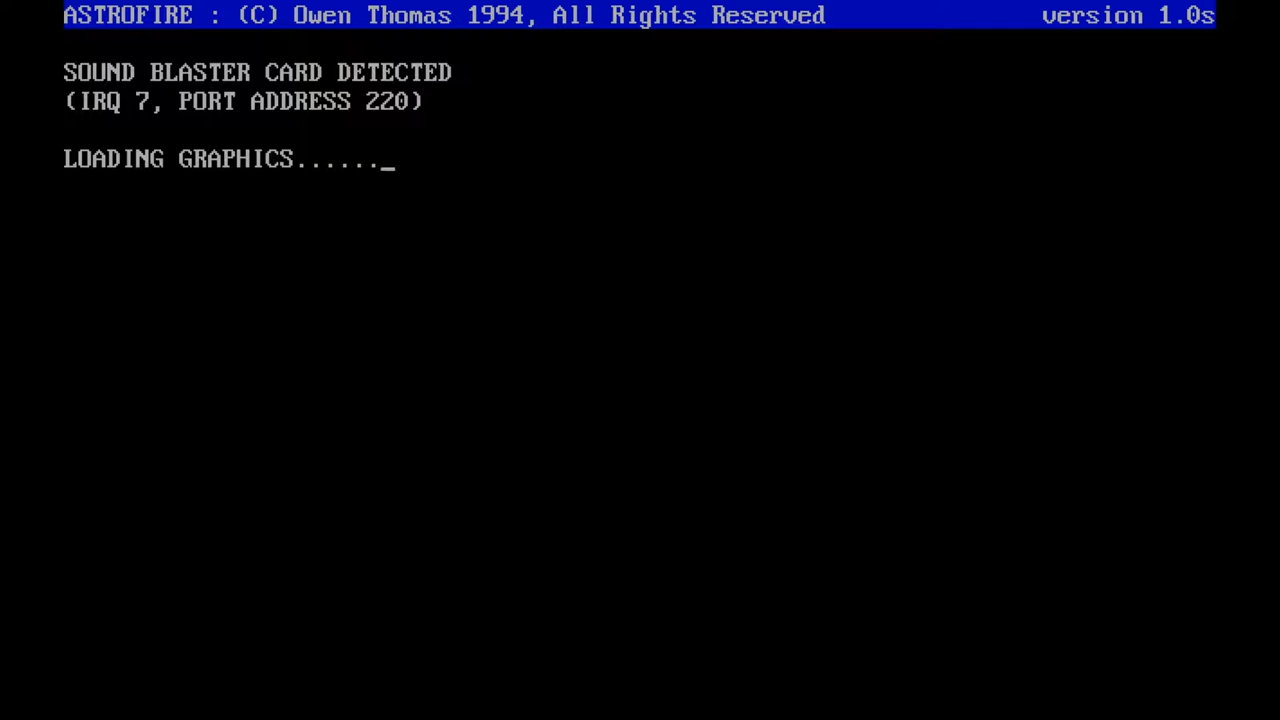 ASTROFIRE : (C) Owen Thomas 1994, All Rights Reserved version 1.0s
SOUND BLASTER CARD DETECTED
(IRQ 7, PORT ADDRESS 220)
LOADING GRAPHICS......_